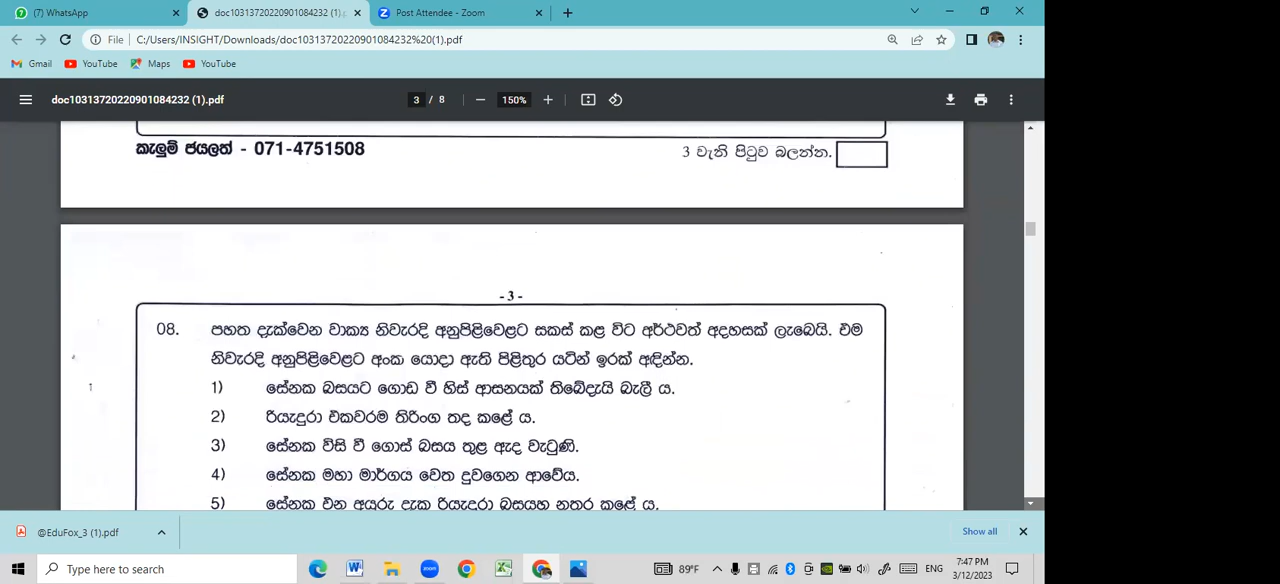 (7) WhatsApp
doc10313720220901084232 (1).p
Post Attendee - Zoom
File C:/Users/INSIGHT/Downloads/doc10313720220901084232%20(1).pdf
Gmail YouTube Maps YouTube
doc10313720220901084232 (1).pdf 3 / 8 150%
කැලුම් ජයලත් - 071-4751508
3 වැනි පිටුව බලන්න.
- 3 -
08. පහත දැක්වෙන වාක්‍ය නිවැරදි අනුපිළිවෙළට සකස් කළ විට අර්ථවත් අදහසක් ලැබෙයි. එම
නිවැරදි අනුපිළිවෙළට අංක යොදා ඇති පිළිතුර යටින් ඉරක් අඳින්න.
1) සේනක බසයට ගොඩ වී හිස් ආසනයක් තිබේදැයි බැලී ය.
2) රියැදුරා එකවරම තිරිංග තද කළේ ය.
3) සේනක විසි වී ගොස් බසය තුළ ඇද වැටුණි.
4) සේනක මහා මාර්ගය වෙත දුවගෙන ආවේය.
5) සේනක එන අයුරු දැක රියැදුරා බසයහ නතර කළේ ය.
@EduFox_3 (1).pdf
Show all
Type here to search
89°F
ENG
7:47 PM
3/12/2023